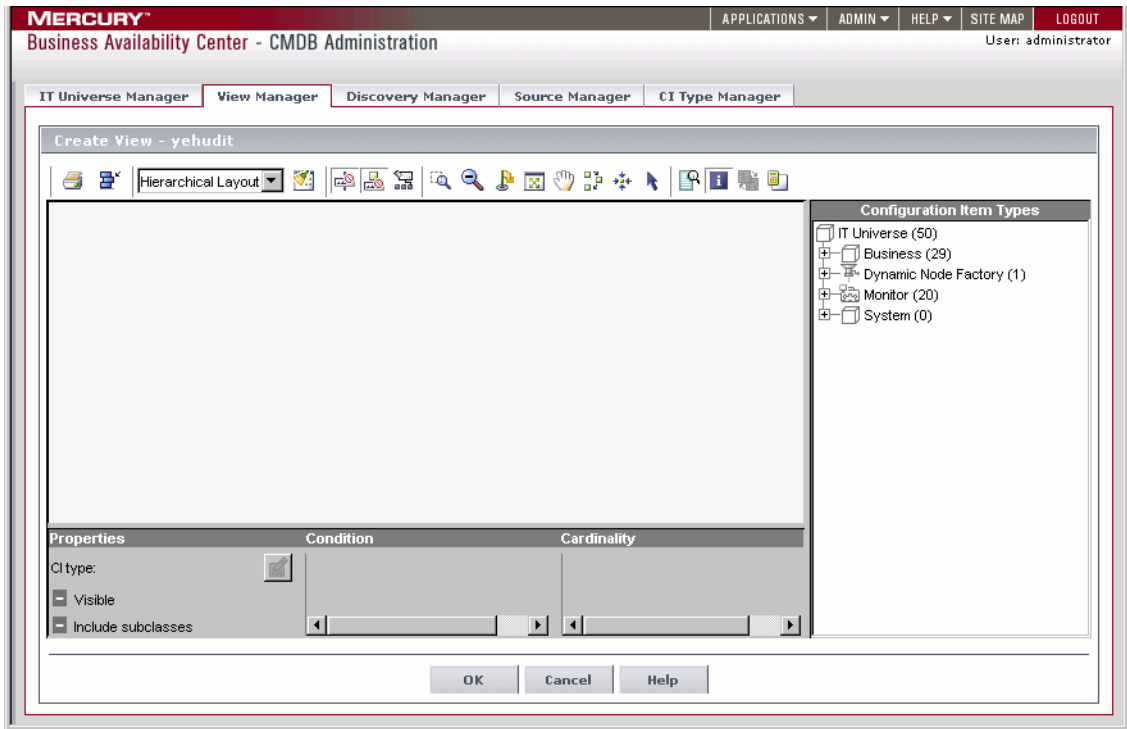 MERCURY™
APPLICATIONS ADMIN HELP SITE MAP LOGOUT
Business Availability Center - CMDB Administration
User: administrator
IT Universe Manager View Manager Discovery Manager Source Manager CI Type Manager
Create View - yehudit
Hierarchical Layout
Configuration Item Types
IT Universe (50)
Business (29)
Dynamic Node Factory (1)
Monitor (20)
System (0)
Properties Condition Cardinality
CI type:
Visible
Include subclasses
OK Cancel Help